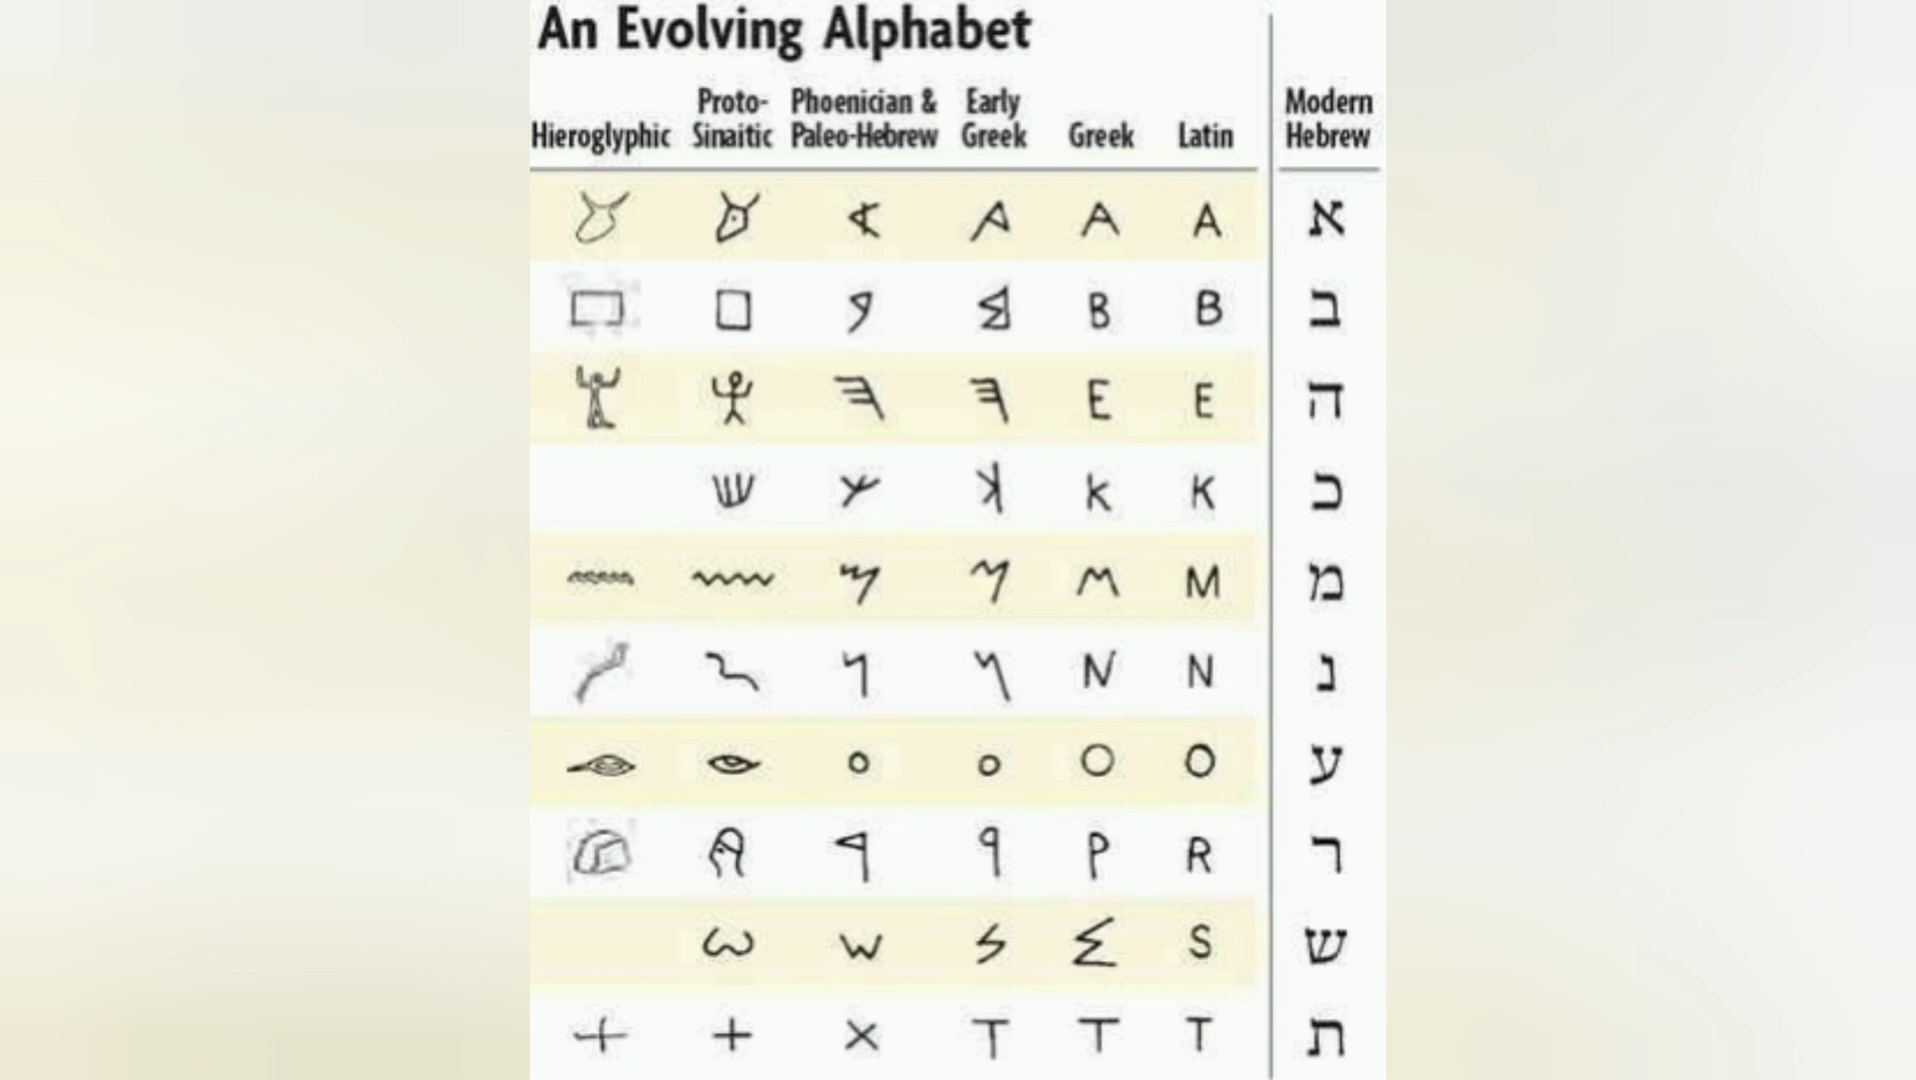 An Evolving Alphabet
Hieroglyphic Proto-Sinaitic Phoenician & Paleo-Hebrew Early Greek Greek Latin Modern Hebrew
A A א
B B ב
E E ה
K K כ
M M מ
N N נ
O O ע
P R ר
Σ S ש
T T T ת